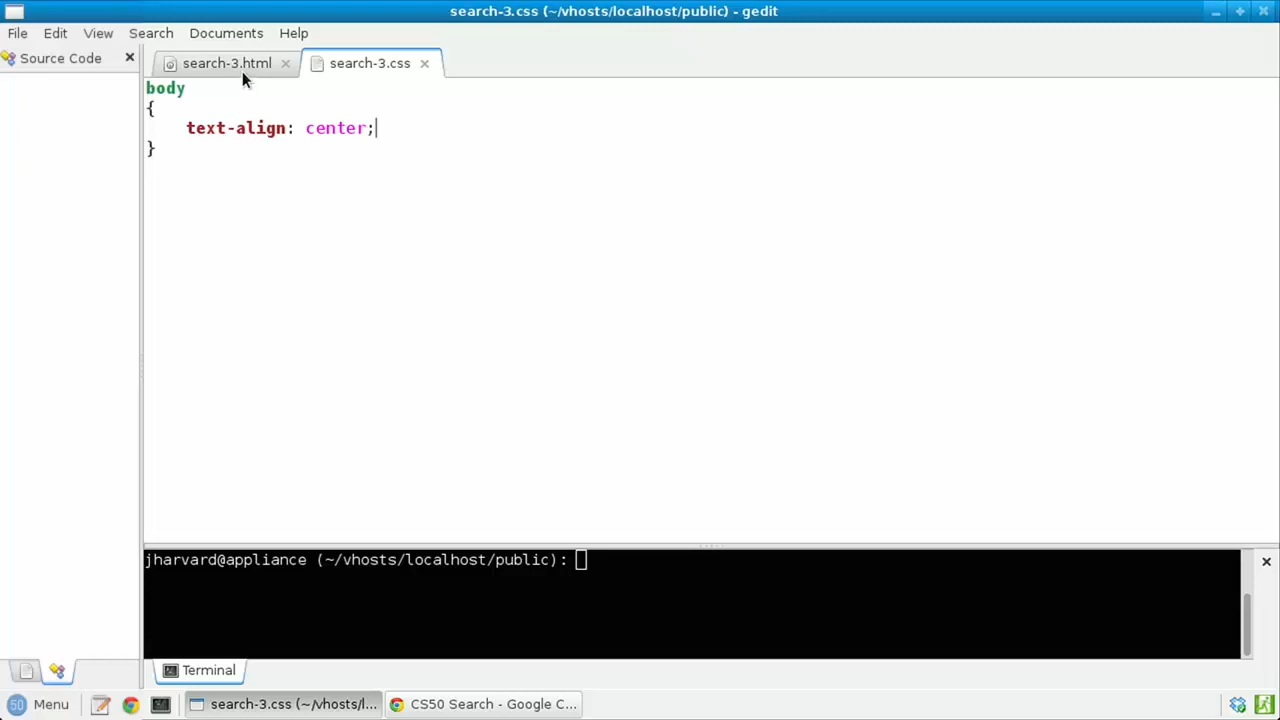 search-3.css (~/vhosts/localhost/public) - gedit
File Edit View Search Documents Help
Source Code
search-3.html
search-3.css
body
{
    text-align: center;
}
jharvard@appliance (~/vhosts/localhost/public):
Terminal
50 Menu
search-3.css (~/vhosts/l...
CS50 Search - Google C...